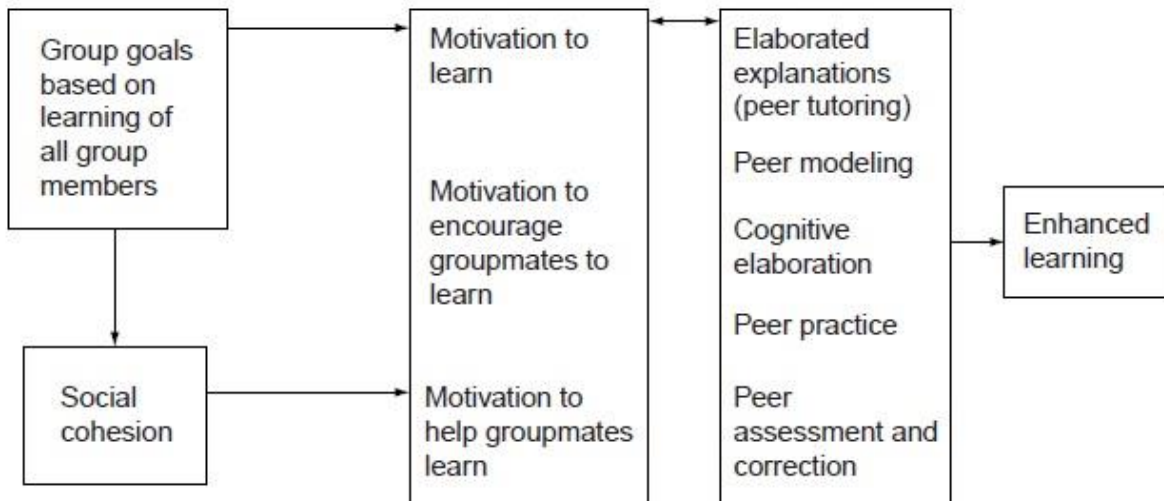 Group goals
based on
learning of
all group
members
Social
cohesion
Motivation to
learn
Motivation to
encourage
groupmates to
learn
Motivation to
help groupmates
learn
Elaborated
explanations
(peer tutoring)
Peer modeling
Cognitive
elaboration
Peer practice
Peer
assessment and
correction
Enhanced
learning